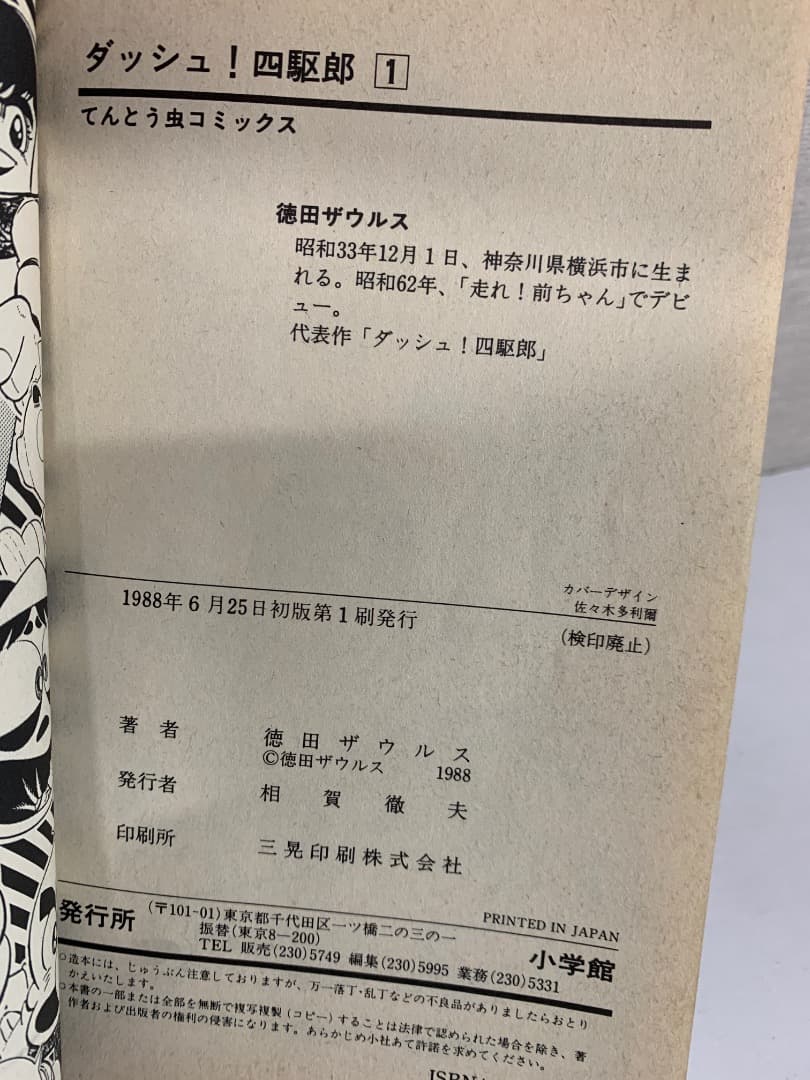 ダッシュ！四駆郎 1
てんとう虫コミックス
徳田ザウルス
昭和33年12月1日、神奈川県横浜市に生ま
れる。昭和62年、「走れ！前ちゃん」でデビ
ュー。
代表作「ダッシュ！四駆郎」
カバーデザイン
佐々木多利爾
1988年6月25日初版第1刷発行
（検印廃止）
著者 徳田ザウルス
©徳田ザウルス 1988
発行者 相賀徹夫
印刷所 三晃印刷株式会社
PRINTED IN JAPAN
発行所 （〒101-01）東京都千代田区一ツ橋二の三の一
振替（東京8—200）
TEL 販売（230）5749 編集（230）5995 業務（230）5331
小学館
○造本には、じゅうぶん注意しておりますが、万一落丁・乱丁などの不良品がありましたらおとり
かえいたします。
○本書の一部または全部を無断で複写複製（コピー）することは法律で認められた場合を除き、著
作者および出版者の権利の侵害になります。あらかじめ小社あて許諾を求めてください。
ISBN